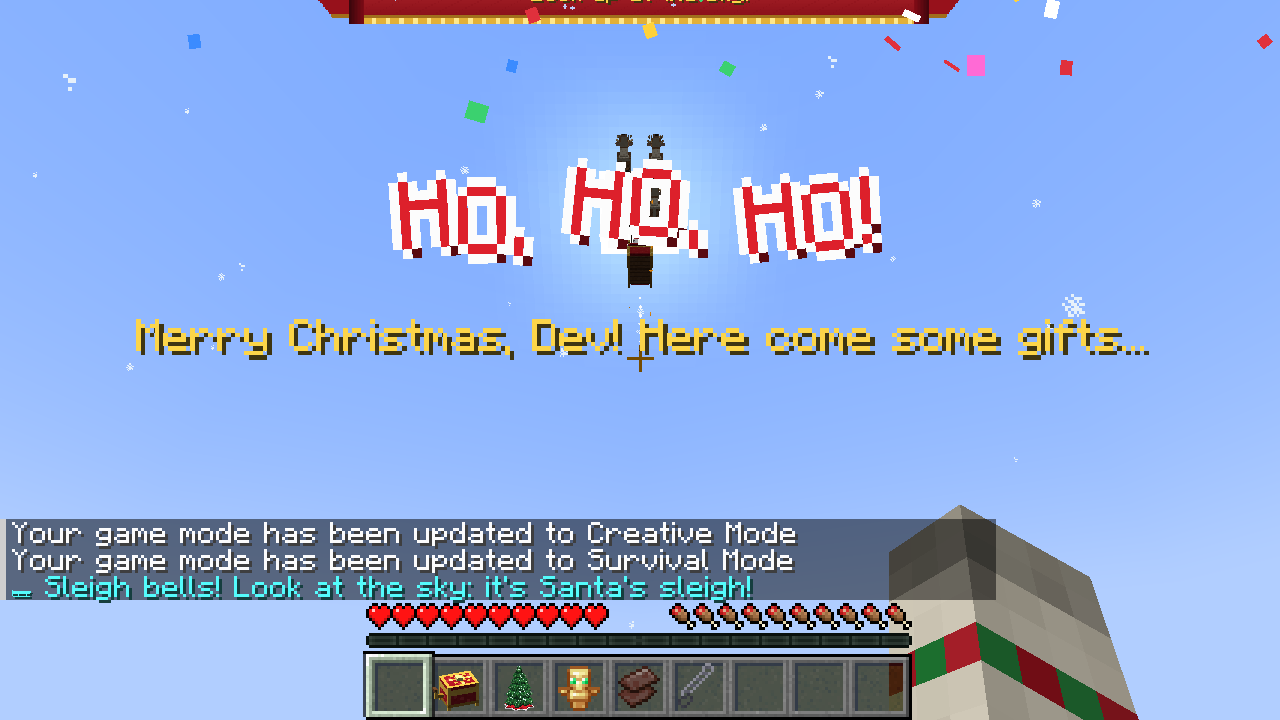 HO, HO, HO!
Merry Christmas, Dev! Here come some gifts...
Your game mode has been updated to Creative Mode
Your game mode has been updated to Survival Mode
Sleigh bells! Look at the sky: it's Santa's sleigh!